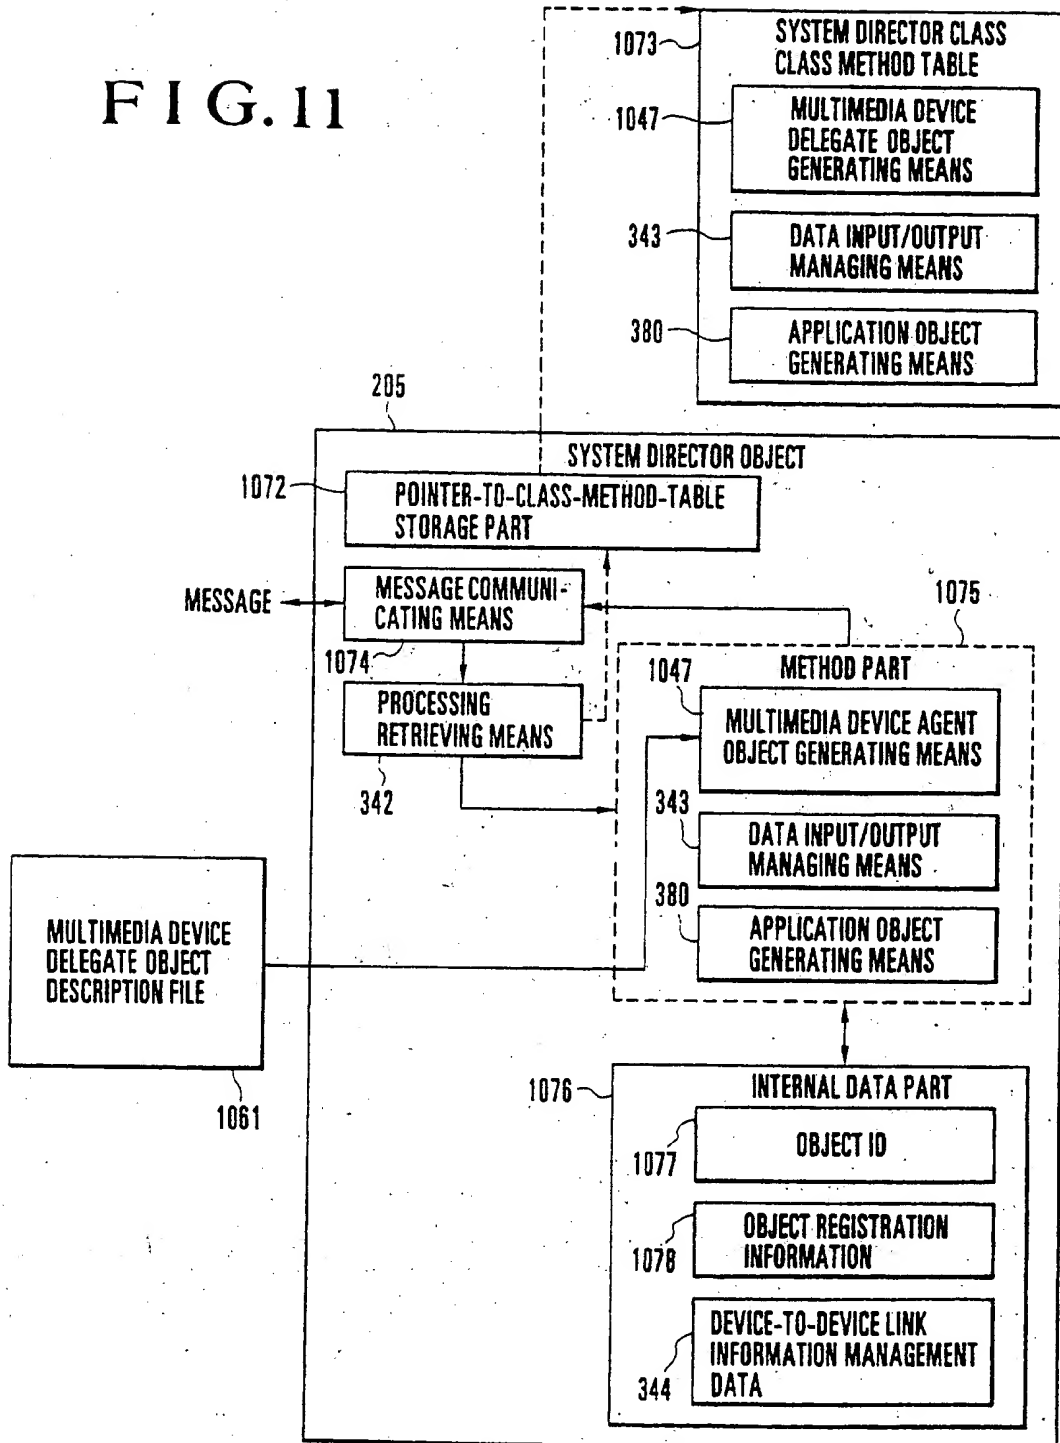 FIG.11
1073
SYSTEM DIRECTOR CLASS
CLASS METHOD TABLE
1047
MULTIMEDIA DEVICE
DELEGATE OBJECT
GENERATING MEANS
343
DATA INPUT/OUTPUT
MANAGING MEANS
380
APPLICATION OBJECT
GENERATING MEANS
205
SYSTEM DIRECTOR OBJECT
1072
POINTER-TO-CLASS-METHOD-TABLE
STORAGE PART
MESSAGE
MESSAGE COMMUNI-
CATING MEANS
1074
PROCESSING
RETRIEVING MEANS
342
1075
METHOD PART
1047
MULTIMEDIA DEVICE AGENT
OBJECT GENERATING MEANS
343
DATA INPUT/OUTPUT
MANAGING MEANS
380
APPLICATION OBJECT
GENERATING MEANS
MULTIMEDIA DEVICE
DELEGATE OBJECT
DESCRIPTION FILE
1061
1076
INTERNAL DATA PART
1077
OBJECT ID
1078
OBJECT REGISTRATION
INFORMATION
344
DEVICE-TO-DEVICE LINK
INFORMATION MANAGEMENT
DATA